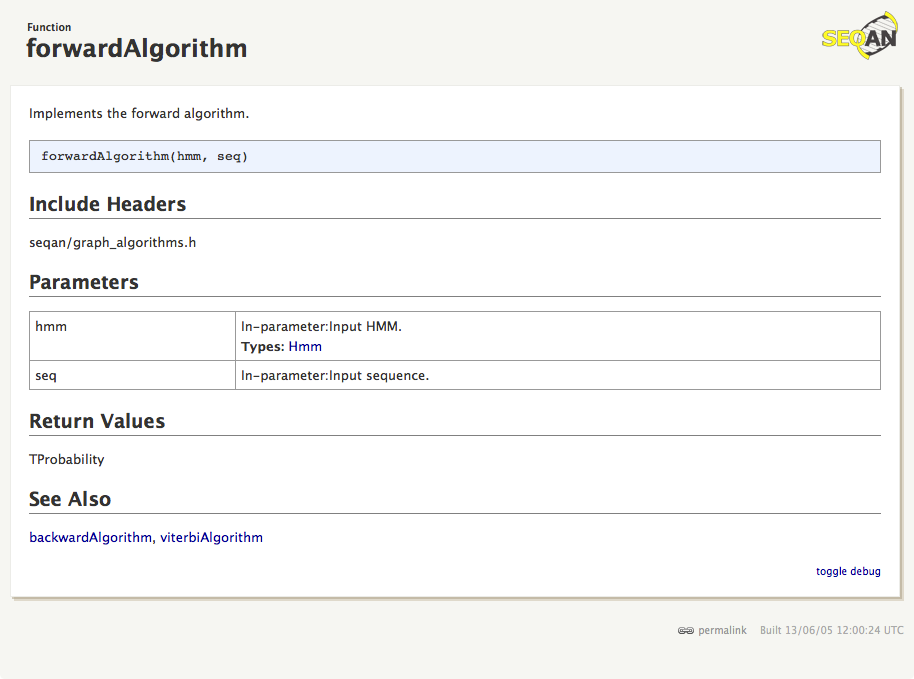 Function
forwardAlgorithm
SEQAN
Implements the forward algorithm.
forwardAlgorithm(hmm, seq)
Include Headers
seqan/graph_algorithms.h
Parameters
hmm
In-parameter:Input HMM.
Types: Hmm
seq
In-parameter:Input sequence.
Return Values
TProbability
See Also
backwardAlgorithm, viterbiAlgorithm
toggle debug
permalink Built 13/06/05 12:00:24 UTC